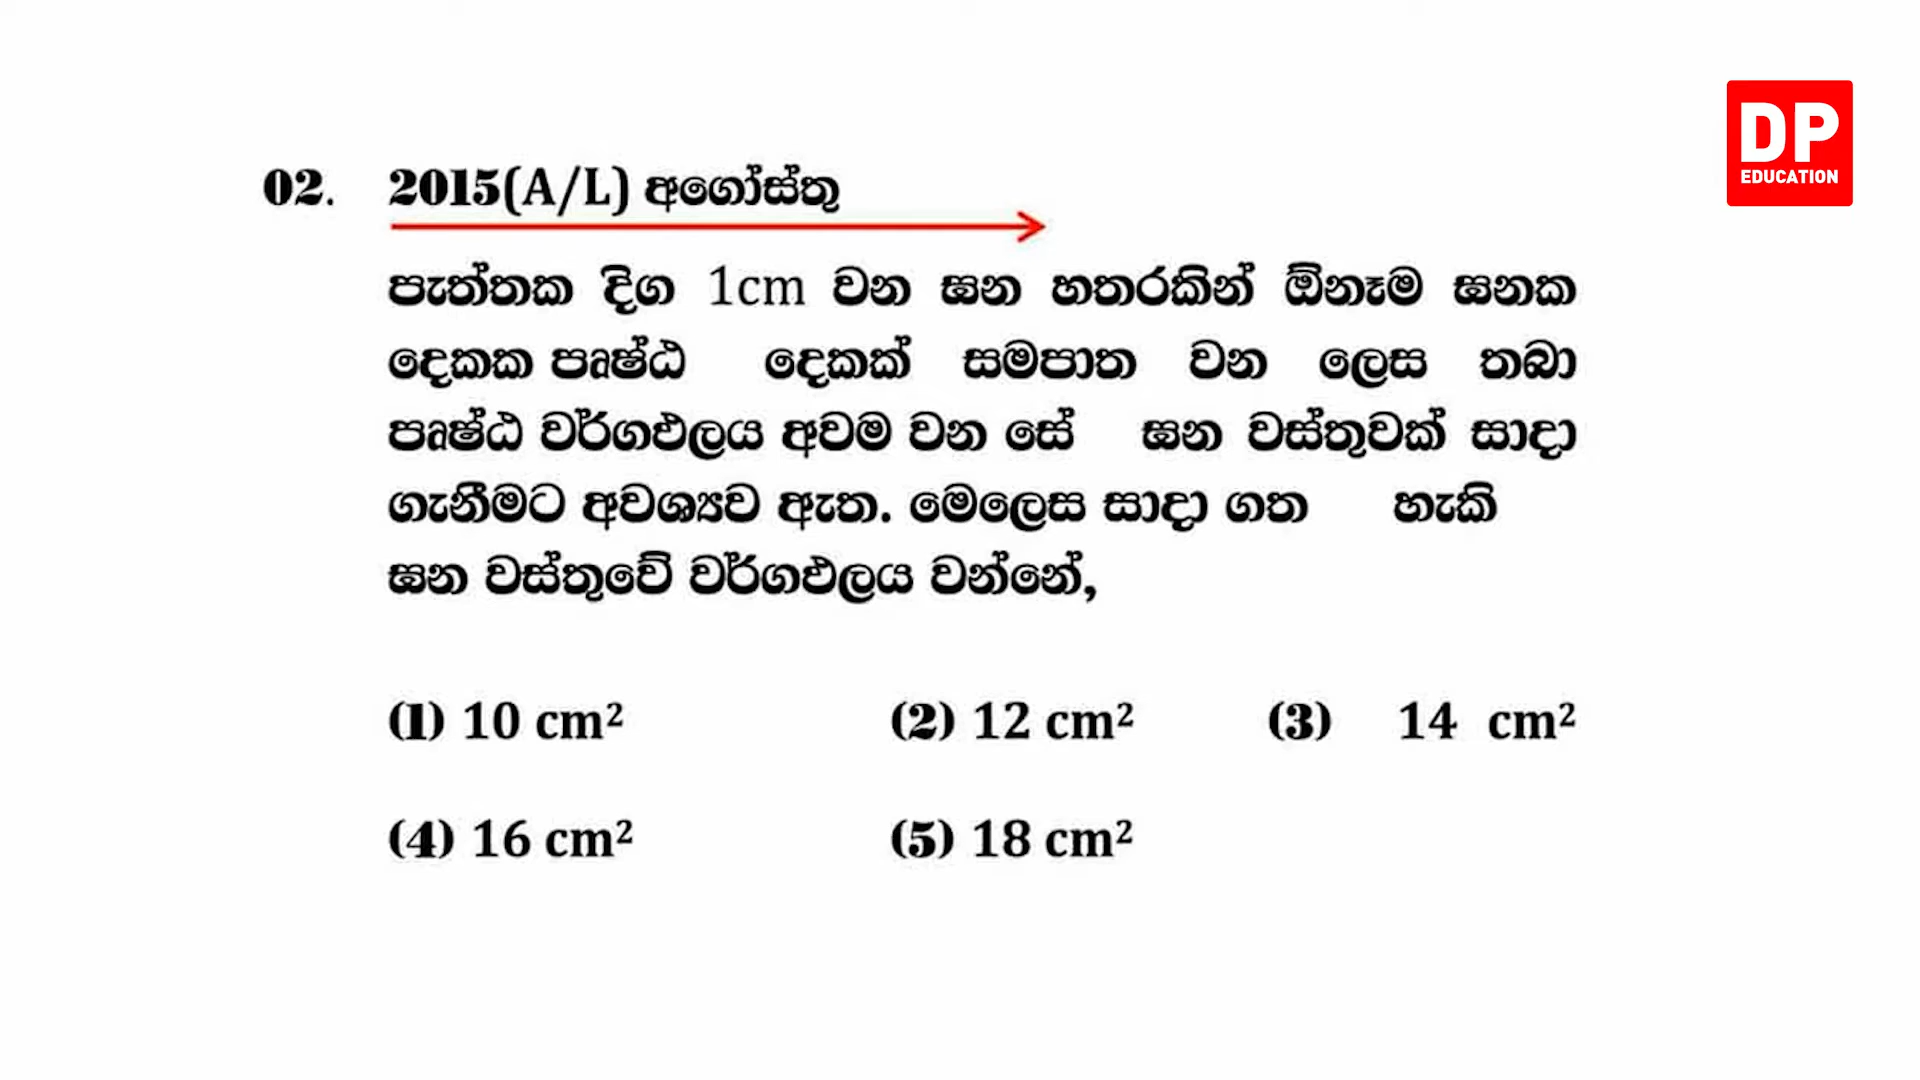 DP
EDUCATION
02. 2015(A/L) අගෝස්තු
පැත්තක දිග 1cm වන ඝන හතරකින් ඕනෑම ඝනක
දෙකක පෘෂ්ඨ දෙකක් සමපාත වන ලෙස තබා
පෘෂ්ඨ වර්ගඵලය අවම වන සේ ඝන වස්තුවක් සාදා
ගැනීමට අවශ්‍යව ඇත. මෙලෙස සාදා ගත හැකි
ඝන වස්තුවේ වර්ගඵලය වන්නේ,
(1) 10 cm² (2) 12 cm² (3) 14 cm²
(4) 16 cm² (5) 18 cm²